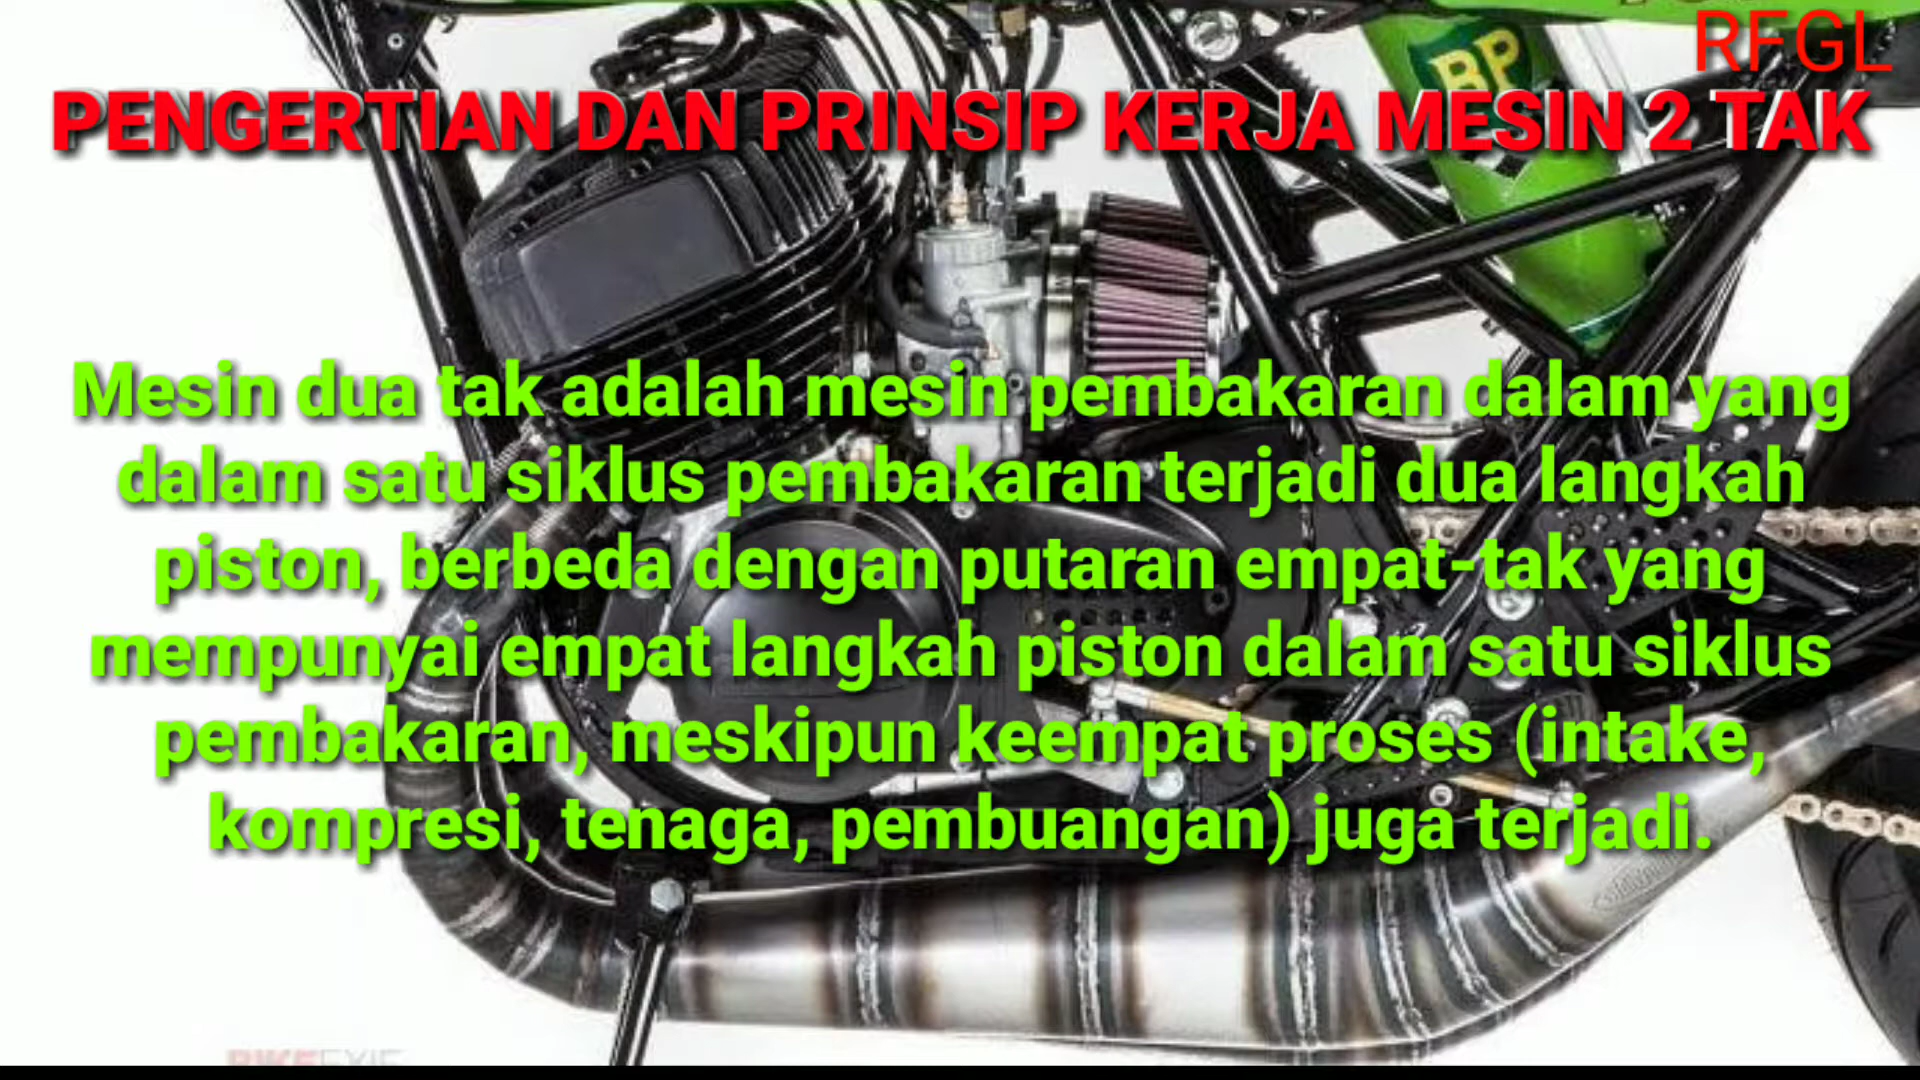 RFGL
BP
PENGERTIAN DAN PRINSIP KERJA MESIN 2 TAK
Mesin dua tak adalah mesin pembakaran dalam yang
dalam satu siklus pembakaran terjadi dua langkah
piston, berbeda dengan putaran empat-tak yang
mempunyai empat langkah piston dalam satu siklus
pembakaran, meskipun keempat proses (intake,
kompresi, tenaga, pembuangan) juga terjadi.